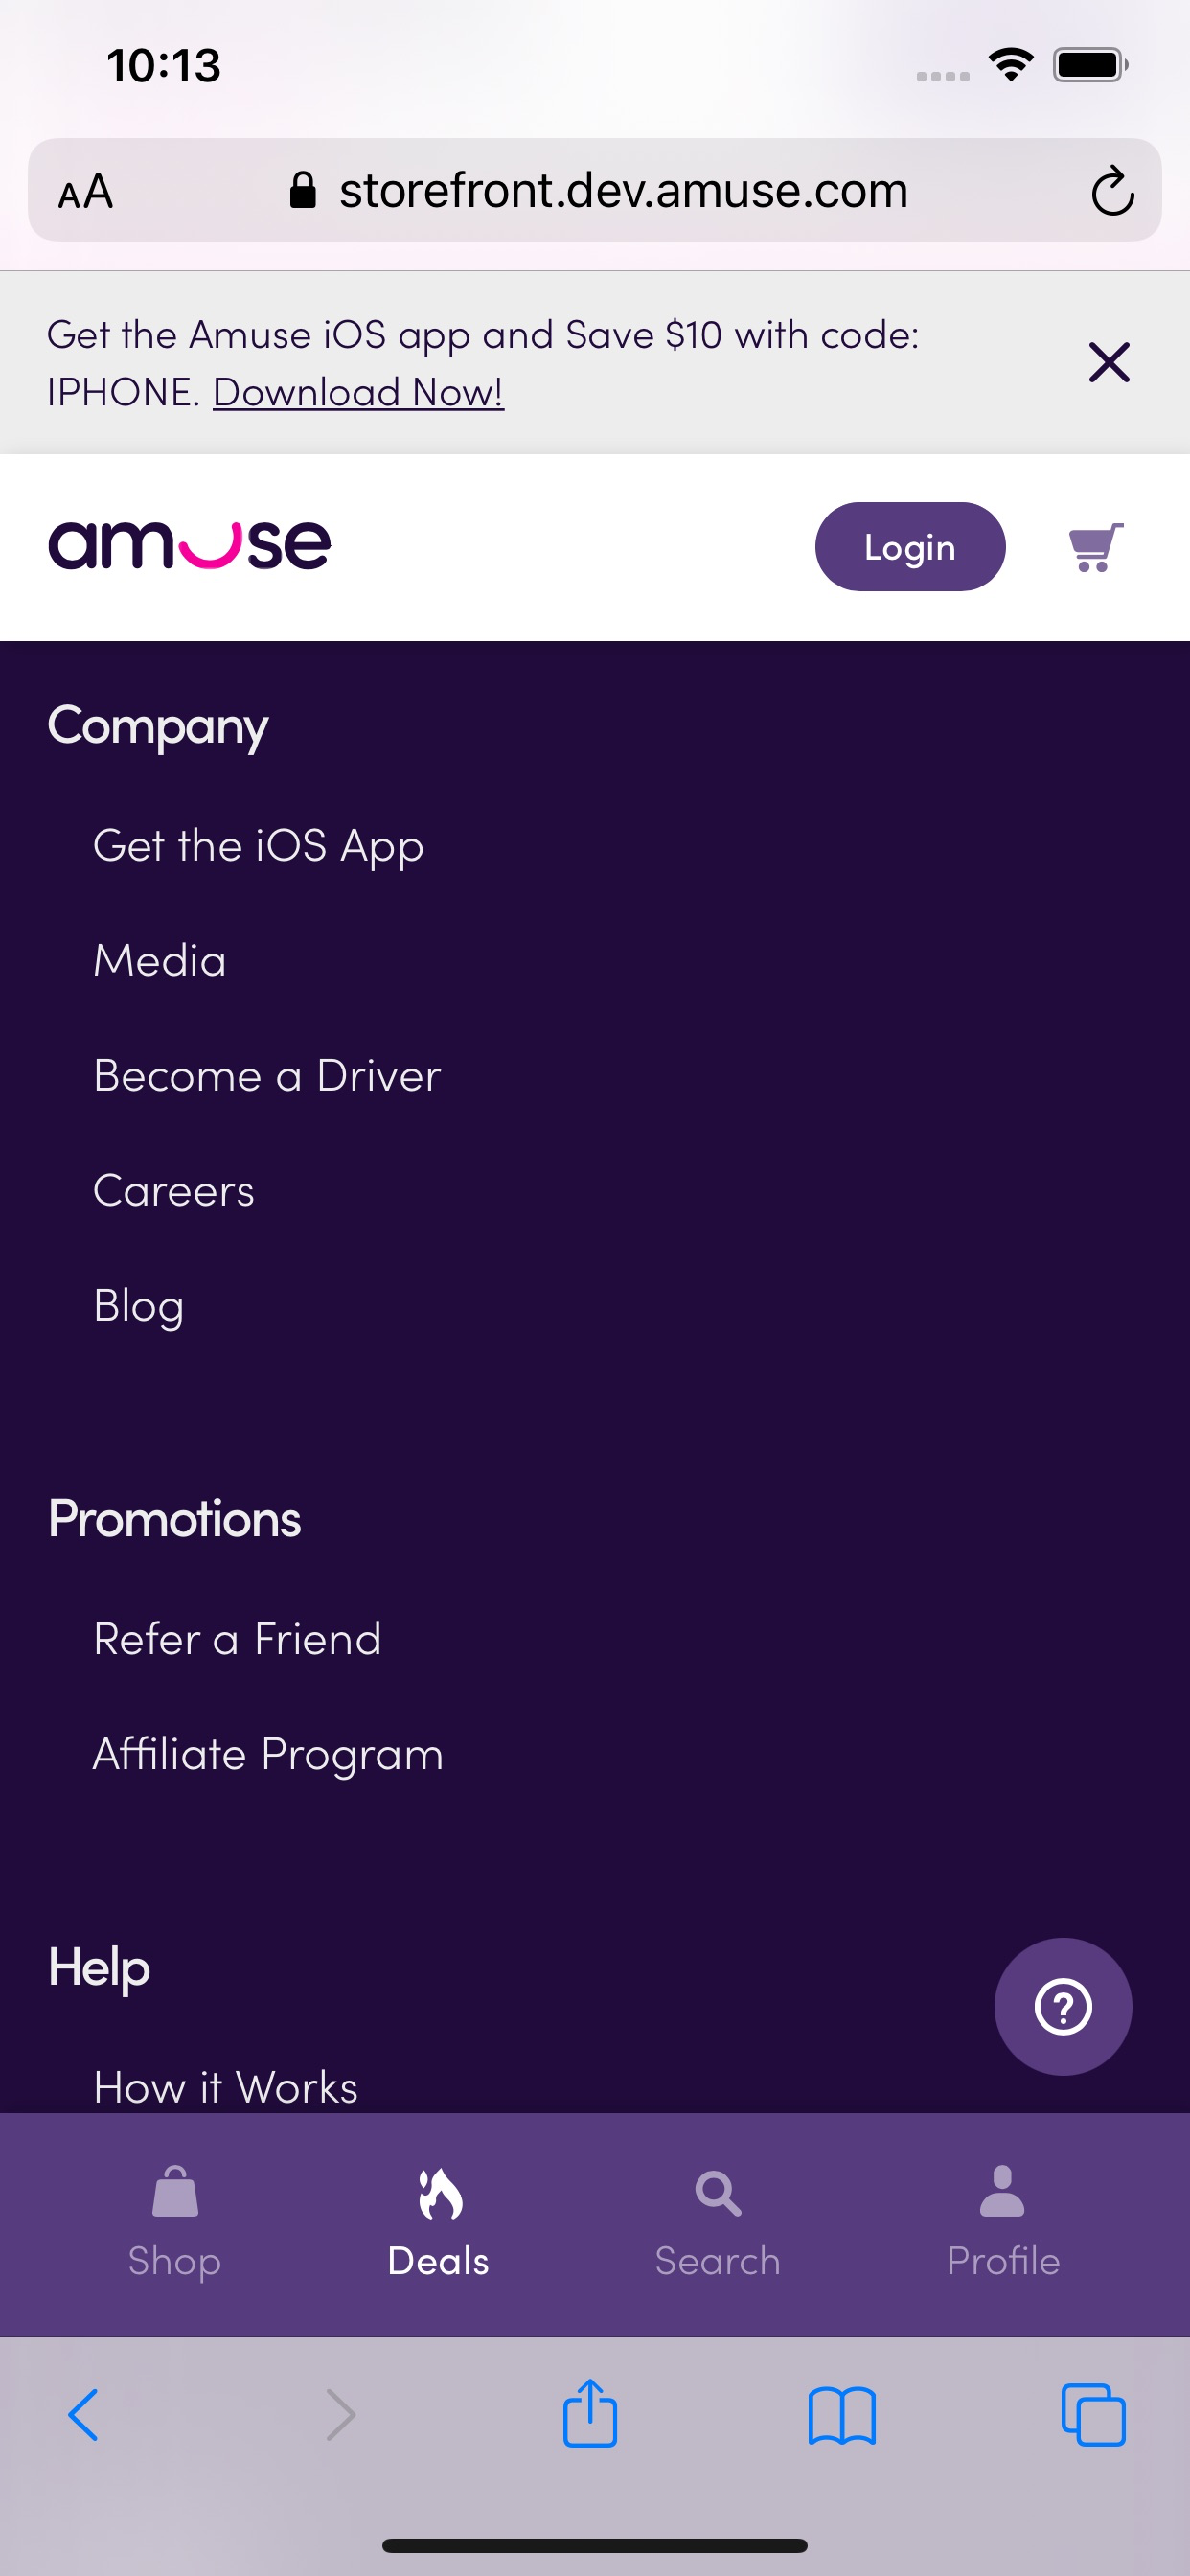 10:13
AA storefront.dev.amuse.com
Get the Amuse iOS app and Save $10 with code:
IPHONE. Download Now!
amuse
Login
Company
Get the iOS App
Media
Become a Driver
Careers
Blog
Promotions
Refer a Friend
Affiliate Program
Help
?
How it Works
Shop
Deals
Search
Profile